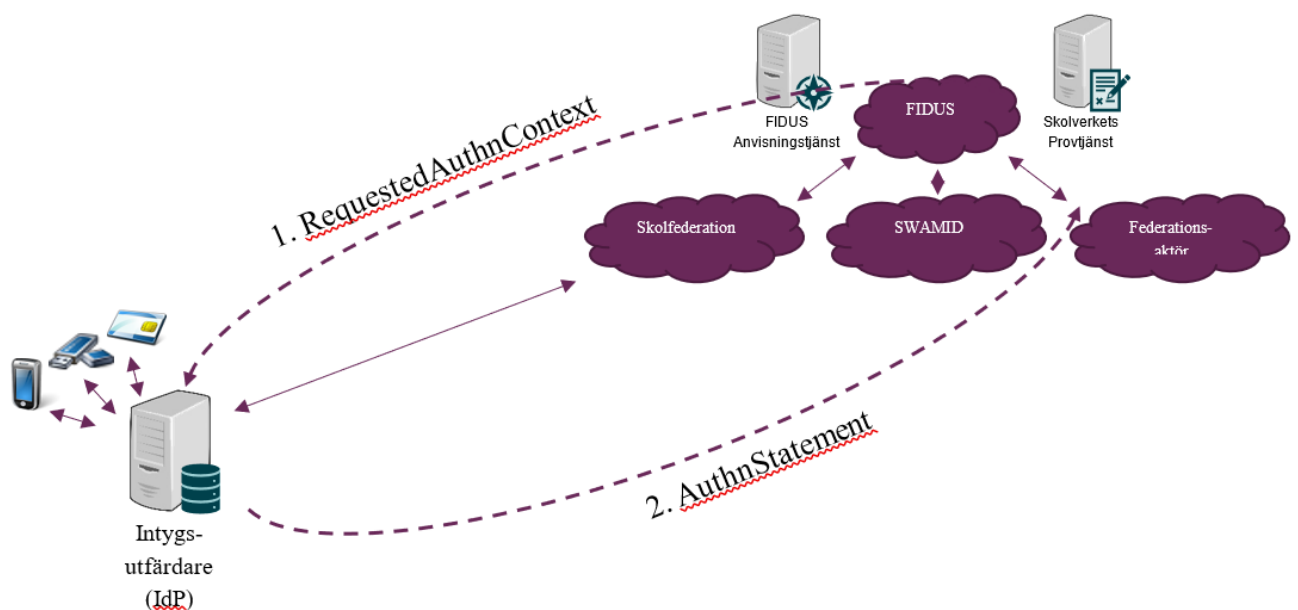 FIDUS
FIDUS
Anvisningstjänst
Skolverkets
Provtjänst
1. RequestedAuthnContext
Skolfederation
SWAMID
Federations-
aktör
2. AuthnStatement
Intygs-
utfärdare
(IdP)